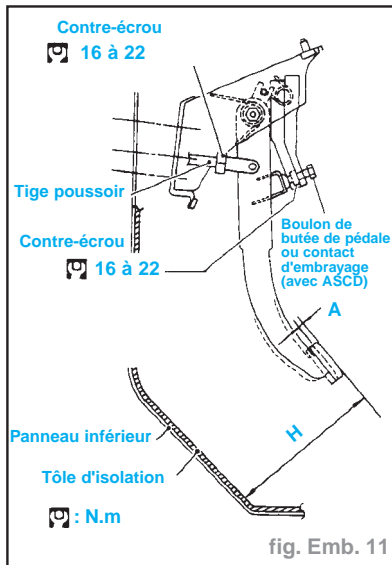 Contre-écrou
16 à 22
Tige poussoir
Contre-écrou
16 à 22
Boulon de
butée de pédale
ou contact
d'embrayage
(avec ASCD)
A
H
Panneau inférieur
Tôle d'isolation
: N.m
fig. Emb. 11